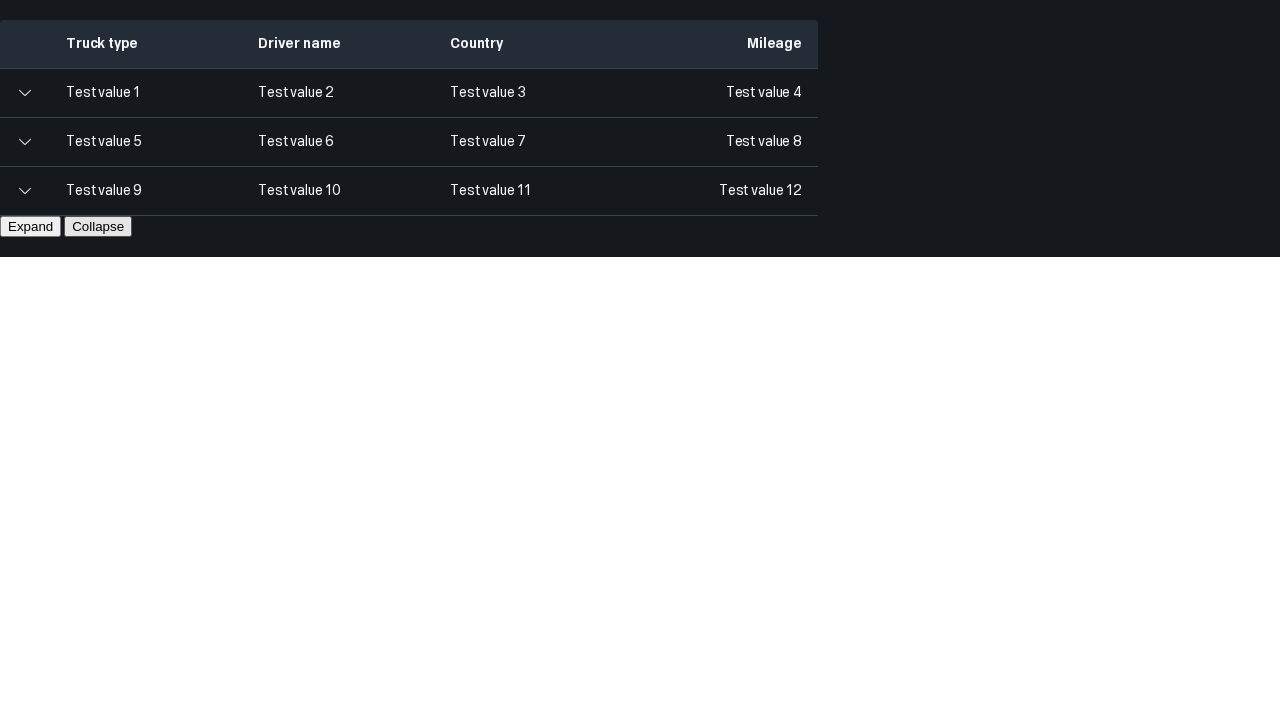 Truck type Driver name Country Mileage
Test value 1 Test value 2 Test value 3 Test value 4
Test value 5 Test value 6 Test value 7 Test value 8
Test value 9 Test value 10 Test value 11 Test value 12
Expand Collapse